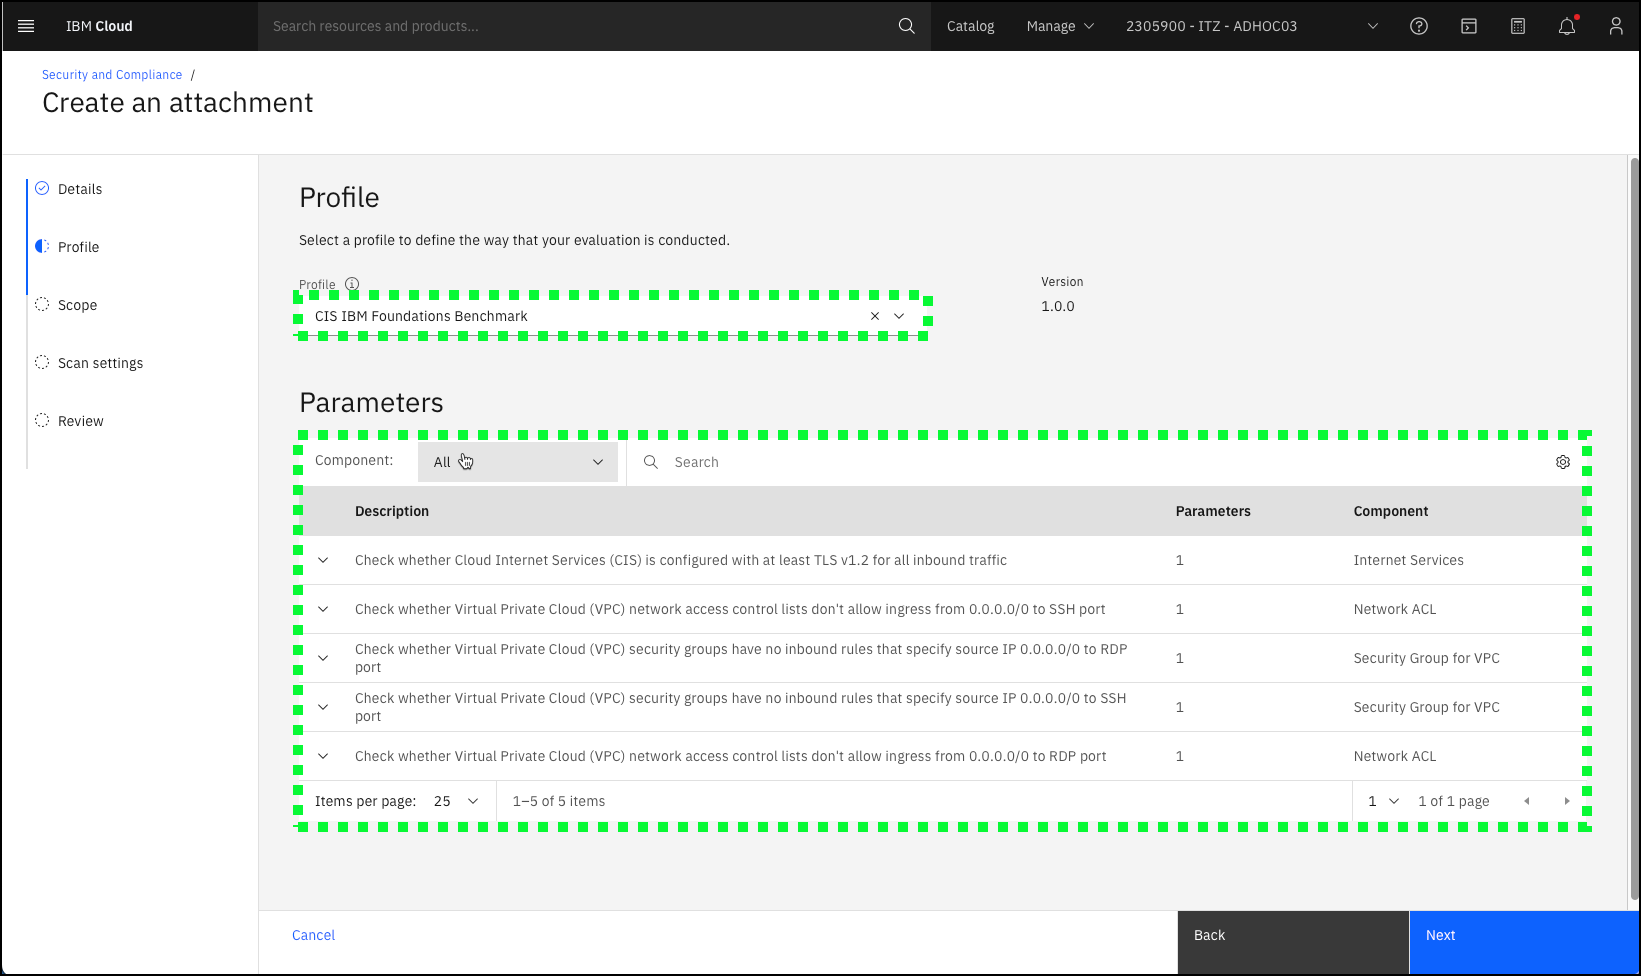 IBM Cloud
Search resources and products...
Catalog
Manage
2305900 - ITZ - ADHOC03
Security and Compliance /
Create an attachment
Details
Profile
Scope
Scan settings
Review
Profile
Select a profile to define the way that your evaluation is conducted.
Profile
CIS IBM Foundations Benchmark
Version
1.0.0
Parameters
Component: All
Search
Description Parameters Component
Check whether Cloud Internet Services (CIS) is configured with at least TLS v1.2 for all inbound traffic 1 Internet Services
Check whether Virtual Private Cloud (VPC) network access control lists don't allow ingress from 0.0.0.0/0 to SSH port 1 Network ACL
Check whether Virtual Private Cloud (VPC) security groups have no inbound rules that specify source IP 0.0.0.0/0 to RDP
port 1 Security Group for VPC
Check whether Virtual Private Cloud (VPC) security groups have no inbound rules that specify source IP 0.0.0.0/0 to SSH
port 1 Security Group for VPC
Check whether Virtual Private Cloud (VPC) network access control lists don't allow ingress from 0.0.0.0/0 to RDP port 1 Network ACL
Items per page: 25 1–5 of 5 items 1 1 of 1 page
Cancel
Back
Next